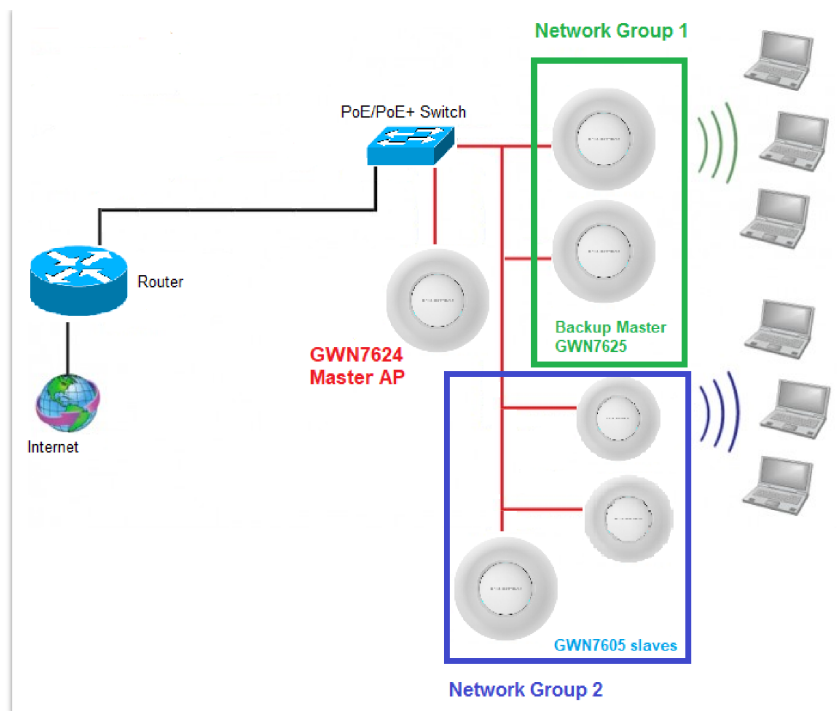 Network Group 1
PoE/PoE+ Switch
Router
GWN7624
Master AP
Backup Master
GWN7625
Internet
GWN7605 slaves
Network Group 2